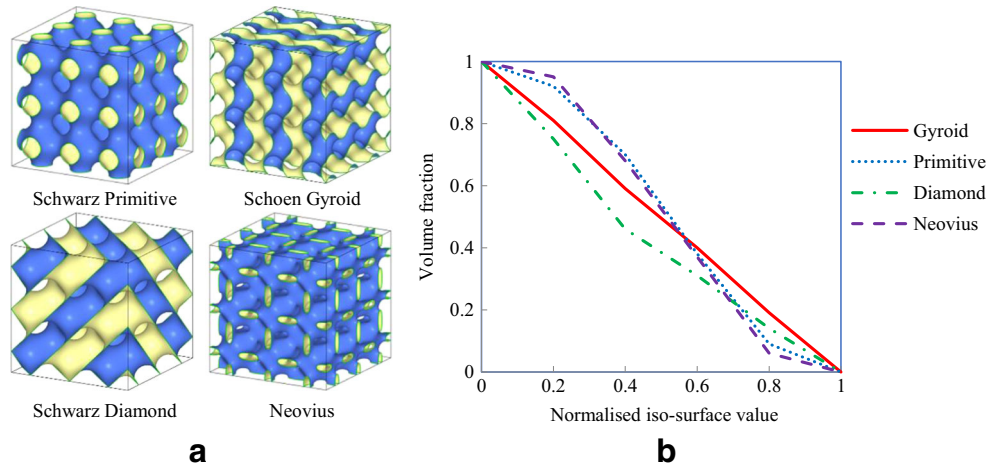 Schwarz Primitive
Schoen Gyroid
Schwarz Diamond
Neovius
a
Volume fraction
1
0.8
0.6
0.4
0.2
0
0
0.2
0.4
0.6
0.8
1
Normalised iso-surface value
Gyroid
Primitive
Diamond
Neovius
b